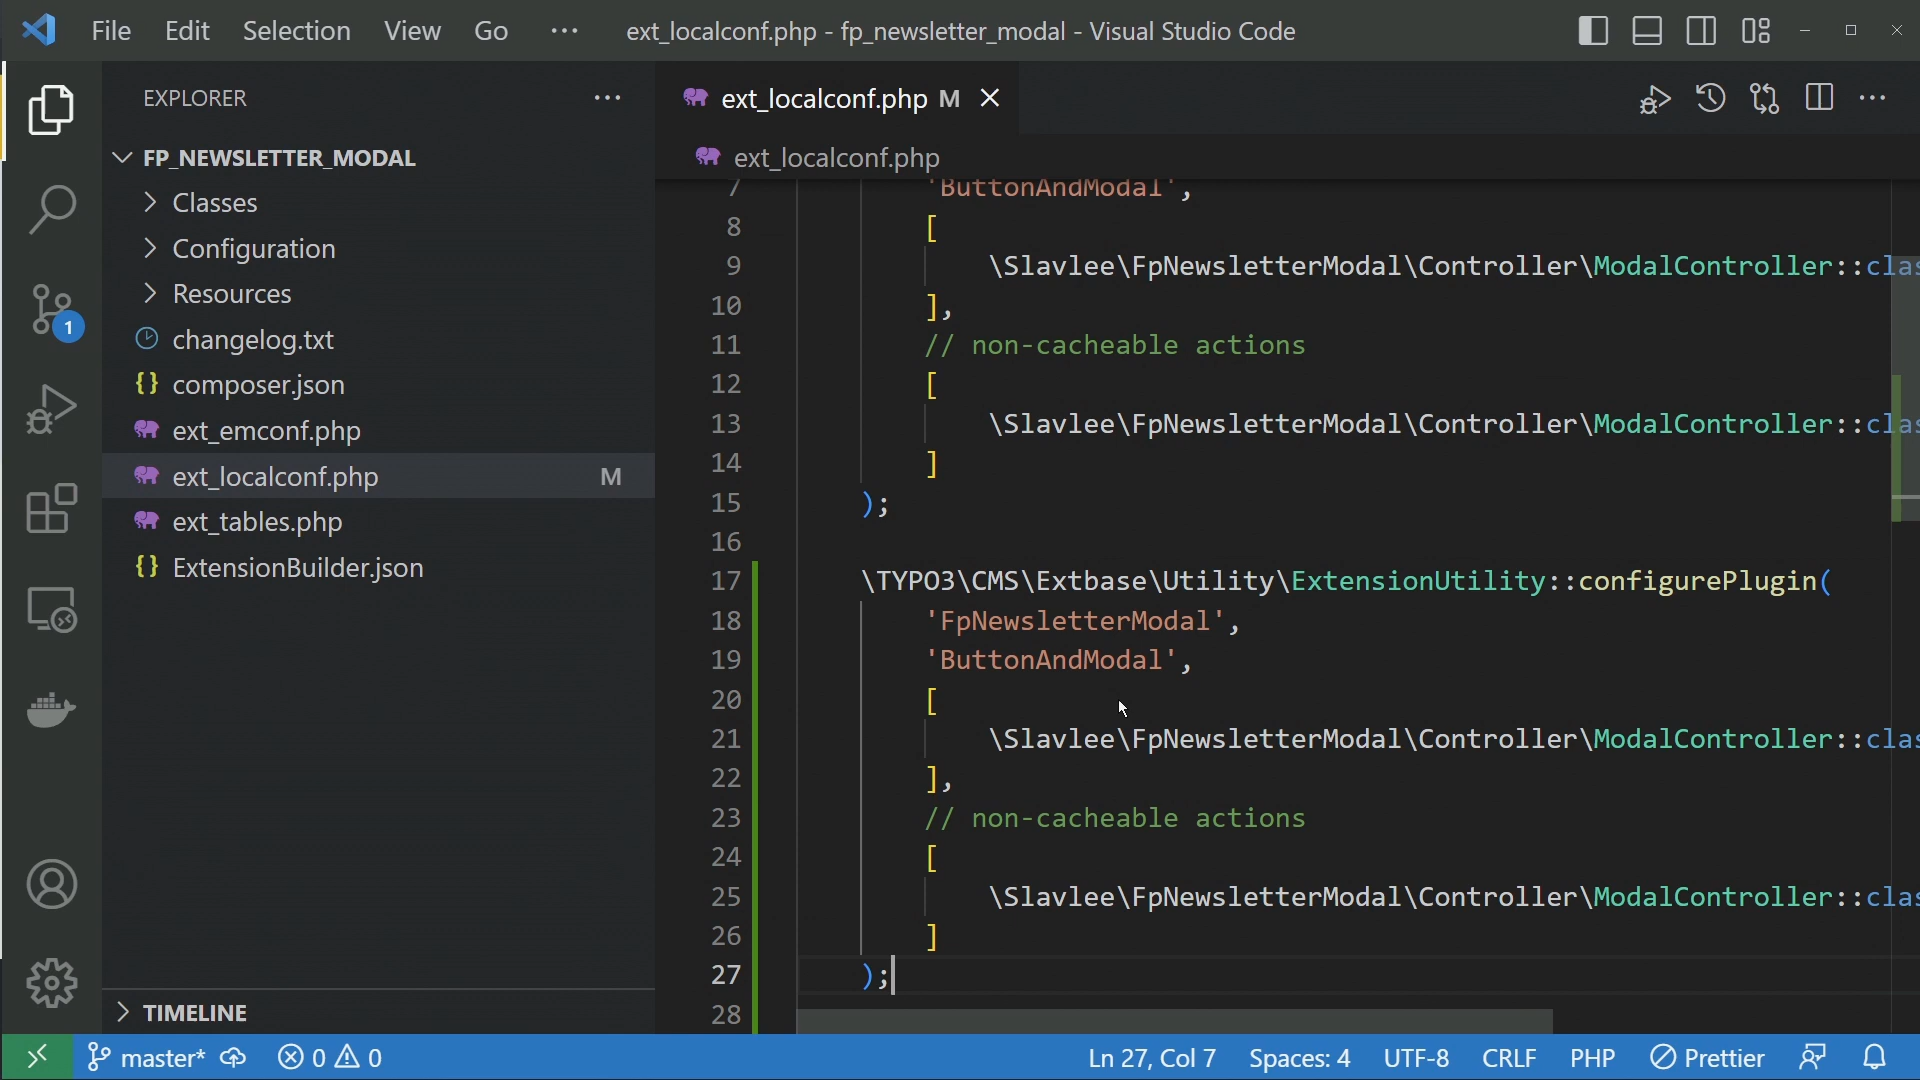 File Edit Selection View Go ··· ext_localconf.php - fp_newsletter_modal - Visual Studio Code
EXPLORER ···
FP_NEWSLETTER_MODAL
Classes
Configuration
Resources
changelog.txt
{} composer.json
ext_emconf.php
ext_localconf.php M
ext_tables.php
{} ExtensionBuilder.json
TIMELINE
1
ext_localconf.php M
ext_localconf.php
7 'ButtonAndModal',
8 [
9 \Slavlee\FpNewsletterModal\Controller\ModalController::clas
10 ],
11 // non-cacheable actions
12 [
13 \Slavlee\FpNewsletterModal\Controller\ModalController::clas
14 ]
15 );
16
17 \TYPO3\CMS\Extbase\Utility\ExtensionUtility::configurePlugin(
18 'FpNewsletterModal',
19 'ButtonAndModal',
20 [
21 \Slavlee\FpNewsletterModal\Controller\ModalController::clas
22 ],
23 // non-cacheable actions
24 [
25 \Slavlee\FpNewsletterModal\Controller\ModalController::clas
26 ]
27 );
28
master* 0 0 Ln 27, Col 7 Spaces: 4 UTF-8 CRLF PHP Prettier